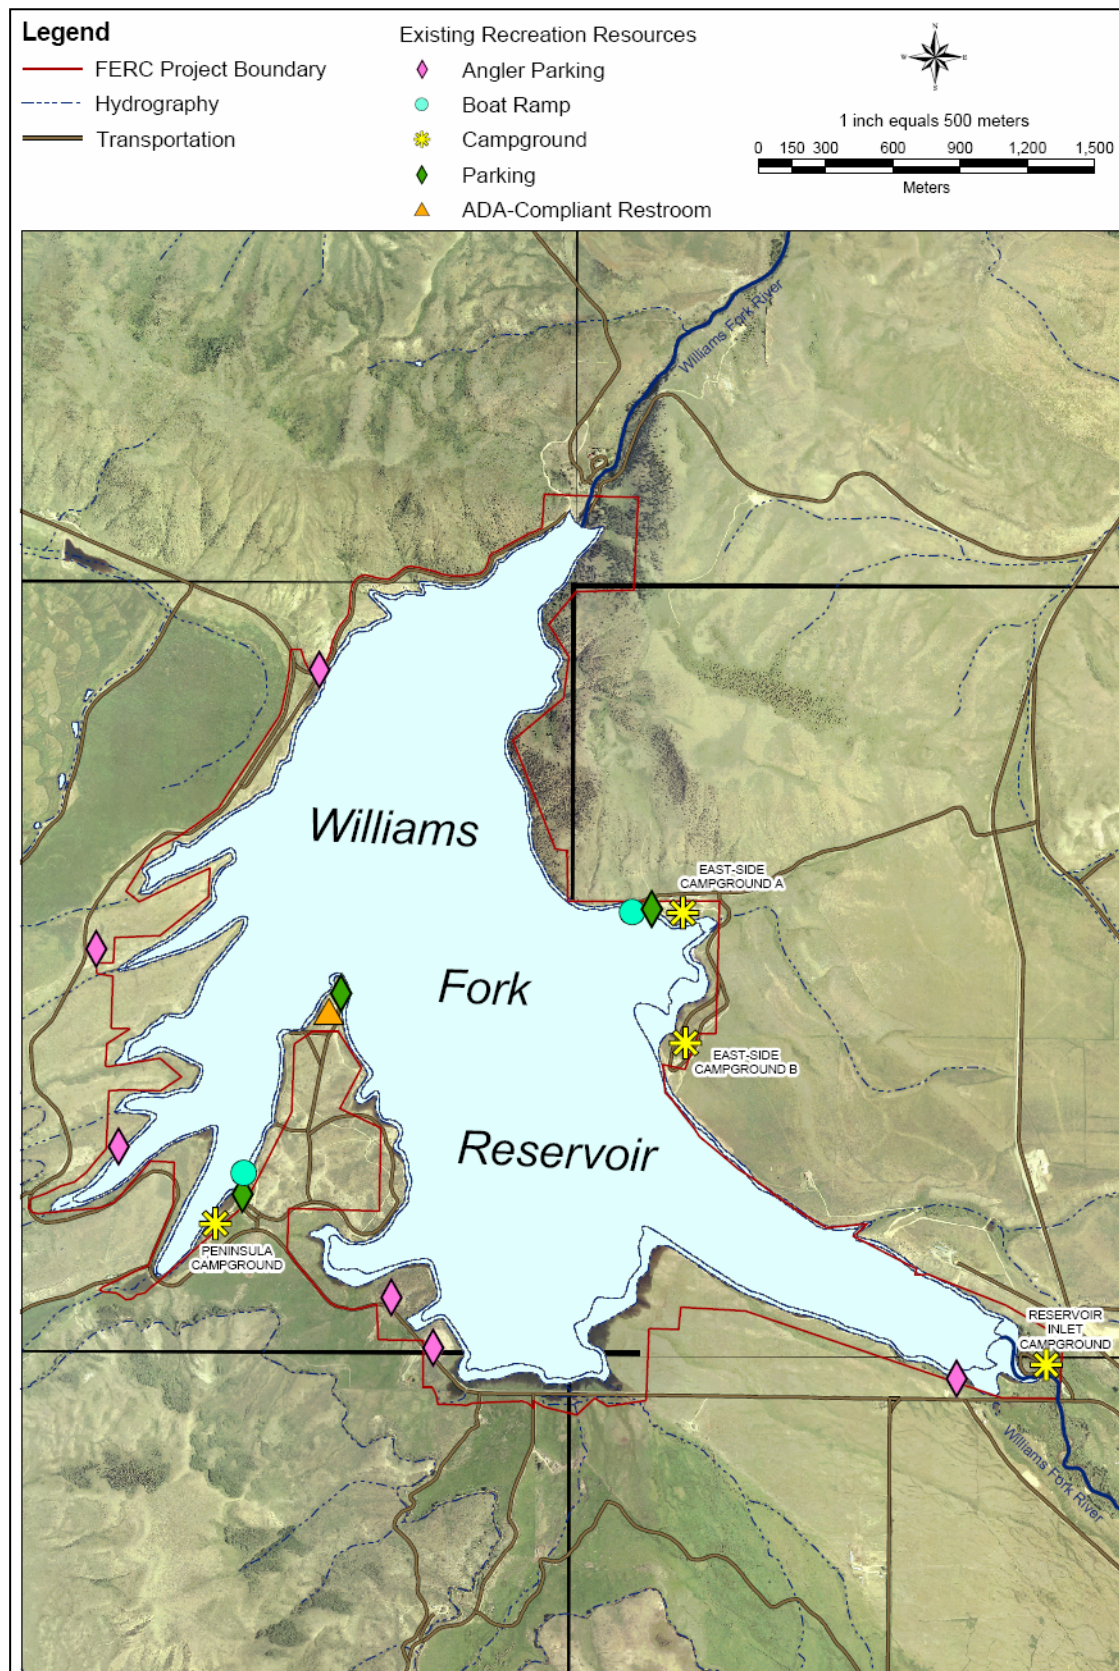 Legend
FERC Project Boundary
Hydrography
Transportation
Existing Recreation Resources
Angler Parking
Boat Ramp
Campground
Parking
ADA-Compliant Restroom
N
W
E
S
1 inch equals 500 meters
0 150 300 600 900 1,200 1,500
Meters
Williams Fork River
Williams
Fork
Reservoir
EAST-SIDE
CAMPGROUND A
EAST-SIDE
CAMPGROUND B
PENINSULA
CAMPGROUND
RESERVOIR
INLET
CAMPGROUND
Williams Fork River